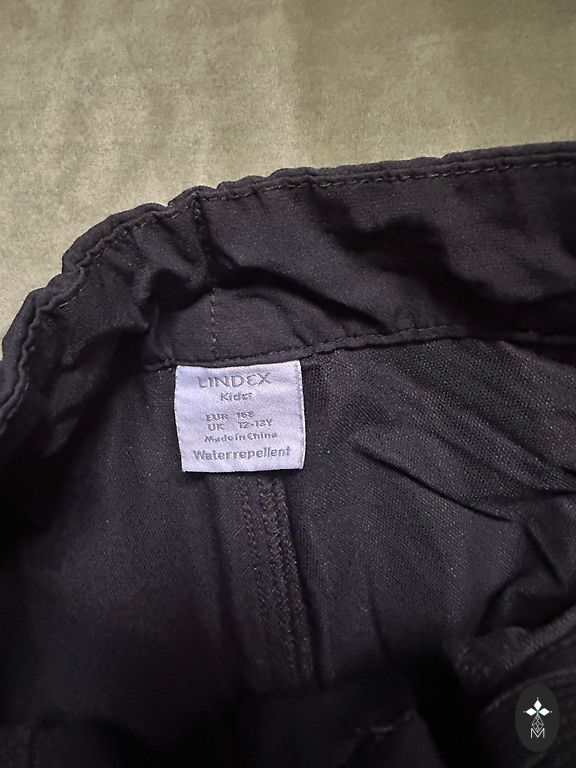 LINDEX
Kids
EUR 158
UK 12-13Y
Made in China
Water repellent